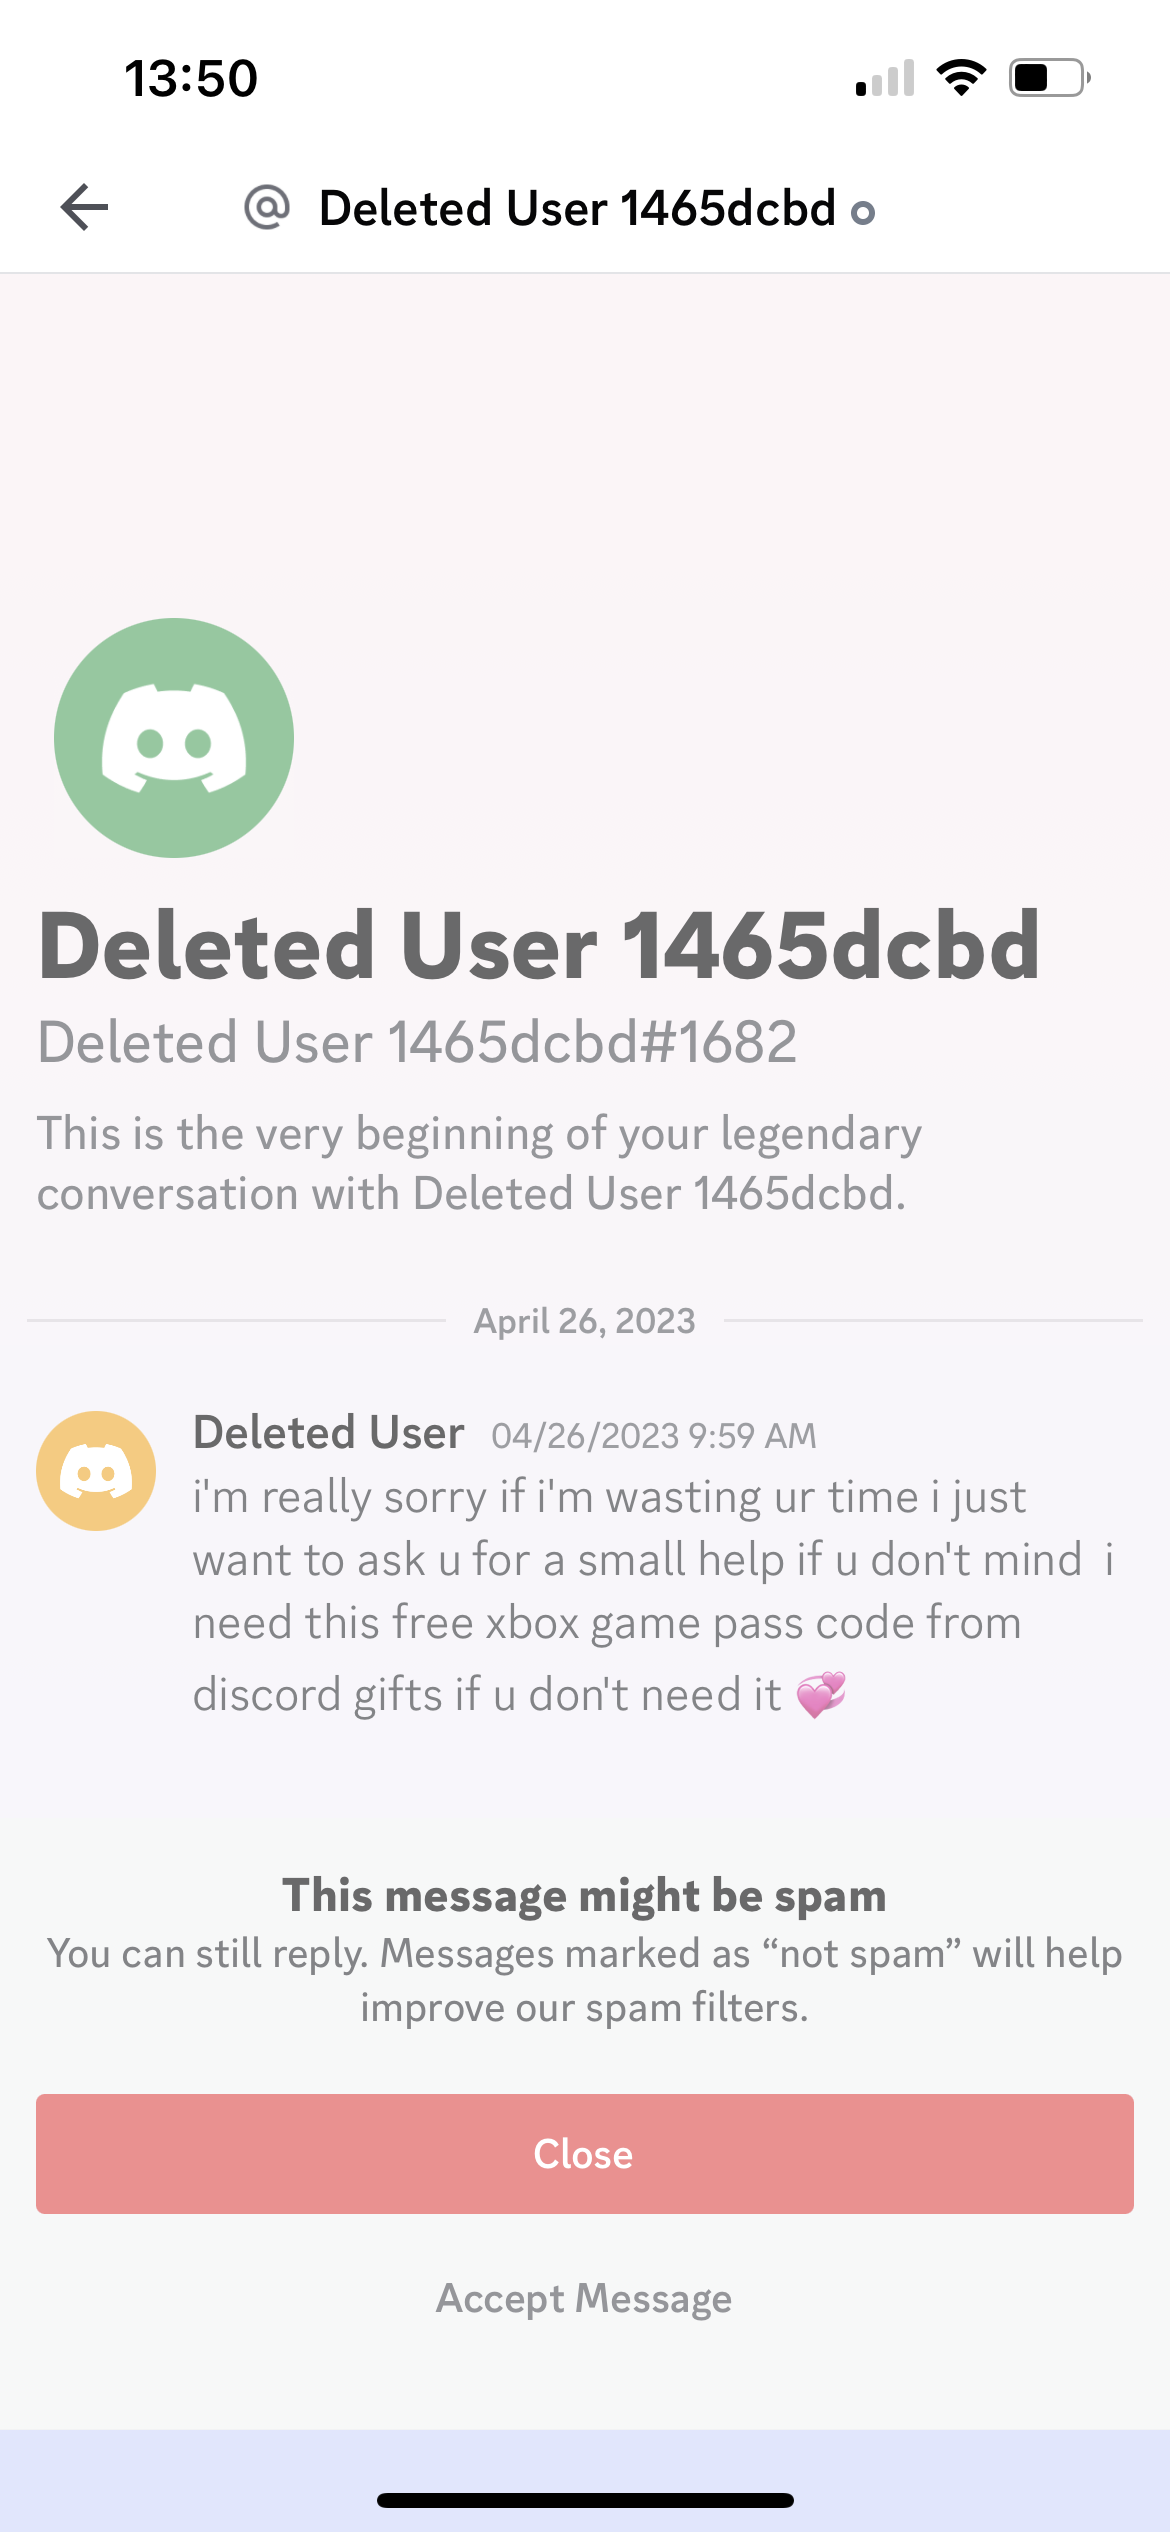 13:50
@ Deleted User 1465dcbd
Deleted User 1465dcbd
Deleted User 1465dcbd#1682
This is the very beginning of your legendary
conversation with Deleted User 1465dcbd.
April 26, 2023
Deleted User 04/26/2023 9:59 AM
i'm really sorry if i'm wasting ur time i just
want to ask u for a small help if u don't mind  i
need this free xbox game pass code from
discord gifts if u don't need it 💞
This message might be spam
You can still reply. Messages marked as “not spam” will help
improve our spam filters.
Close
Accept Message